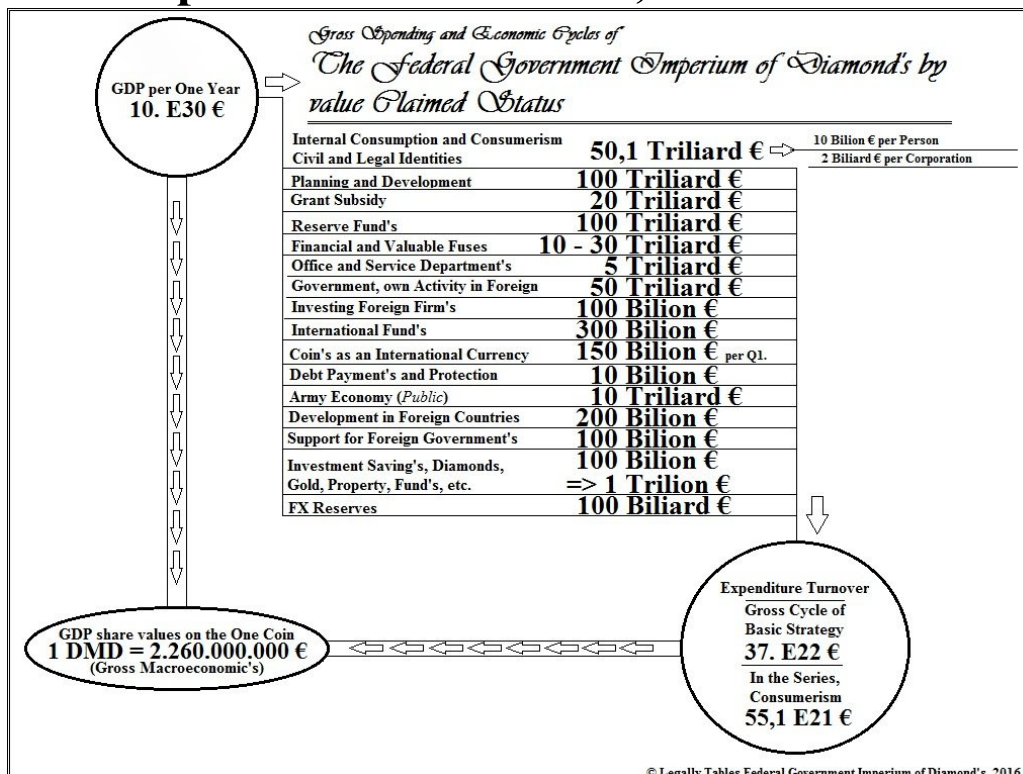 GDP per One Year
10. E30 €
Gross Spending and Economic Cycles of
The Federal Government Imperium of Diamond's by
value Claimed Status
Internal Consumption and Consumerism
Civil and Legal Identities
50,1 Triliard €
10 Bilion € per Person
2 Biliard € per Corporation
Planning and Development 100 Triliard €
Grant Subsidy 20 Triliard €
Reserve Fund's 100 Triliard €
Financial and Valuable Fuses 10 - 30 Triliard €
Office and Service Department's 5 Triliard €
Government, own Activity in Foreign 50 Triliard €
Investing Foreign Firm's 100 Bilion €
International Fund's 300 Bilion €
Coin's as an International Currency 150 Bilion € per Q1.
Debt Payment's and Protection 10 Bilion €
Army Economy (Public) 10 Triliard €
Development in Foreign Countries 200 Bilion €
Support for Foreign Government's 100 Bilion €
Investment Saving's, Diamonds, 100 Bilion €
Gold, Property, Fund's, etc. => 1 Trilion €
FX Reserves 100 Biliard €
Expenditure Turnover
Gross Cycle of
Basic Strategy
37. E22 €
In the Series,
Consumerism
55,1 E21 €
GDP share values on the One Coin
1 DMD = 2.260.000.000 €
(Gross Macroeconomic's)
© Legally Tables Federal Government Imperium of Diamond's, 2016